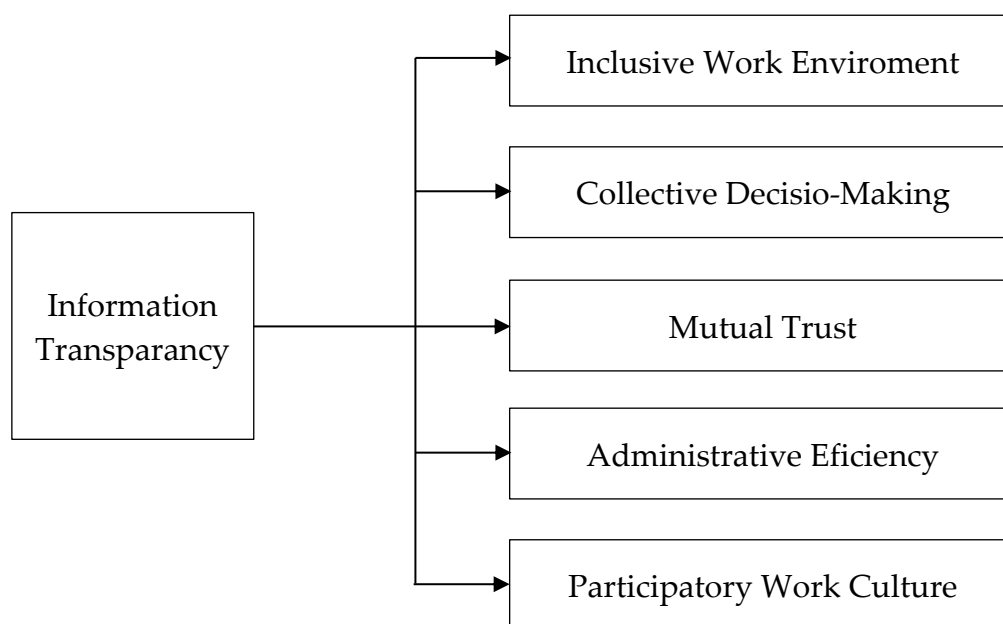 Inclusive Work Enviroment
Collective Decisio-Making
Information
Transparancy
Mutual Trust
Administrative Eficiency
Participatory Work Culture